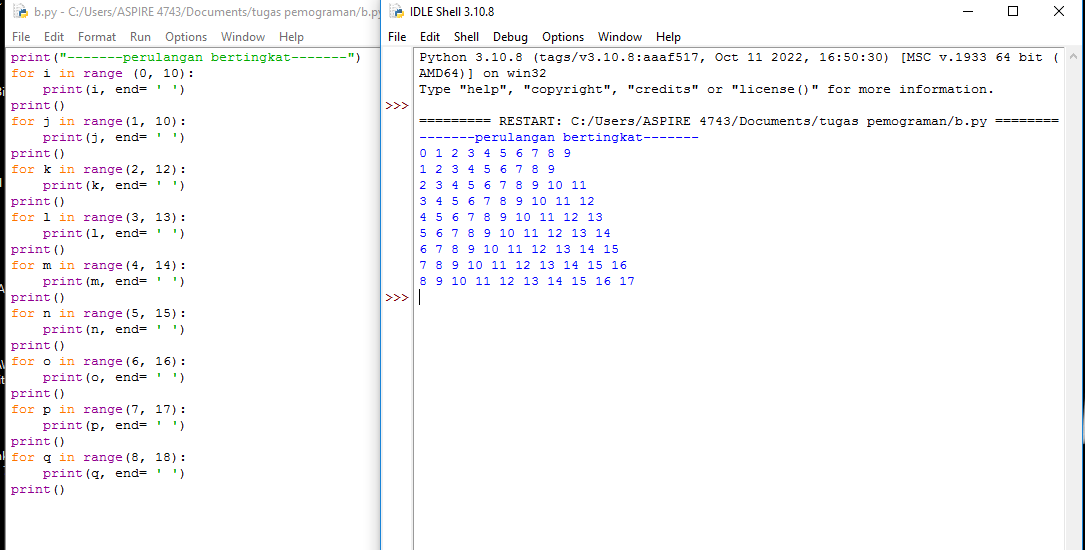 b.py - C:/Users/ASPIRE 4743/Documents/tugas pemograman/b.py
File Edit Format Run Options Window Help
print("-------perulangan bertingkat-------")
for i in range (0, 10):
    print(i, end= ' ')
print()
for j in range(1, 10):
    print(j, end= ' ')
print()
for k in range(2, 12):
    print(k, end= ' ')
print()
for l in range(3, 13):
    print(l, end= ' ')
print()
for m in range(4, 14):
    print(m, end= ' ')
print()
for n in range(5, 15):
    print(n, end= ' ')
print()
for o in range(6, 16):
    print(o, end= ' ')
print()
for p in range(7, 17):
    print(p, end= ' ')
print()
for q in range(8, 18):
    print(q, end= ' ')
print()
IDLE Shell 3.10.8
File Edit Shell Debug Options Window Help
Python 3.10.8 (tags/v3.10.8:aaaf517, Oct 11 2022, 16:50:30) [MSC v.1933 64 bit (
AMD64)] on win32
Type "help", "copyright", "credits" or "license()" for more information.
>>>
========= RESTART: C:/Users/ASPIRE 4743/Documents/tugas pemograman/b.py ========
-------perulangan bertingkat-------
0 1 2 3 4 5 6 7 8 9
1 2 3 4 5 6 7 8 9
2 3 4 5 6 7 8 9 10 11
3 4 5 6 7 8 9 10 11 12
4 5 6 7 8 9 10 11 12 13
5 6 7 8 9 10 11 12 13 14
6 7 8 9 10 11 12 13 14 15
7 8 9 10 11 12 13 14 15 16
8 9 10 11 12 13 14 15 16 17
>>>